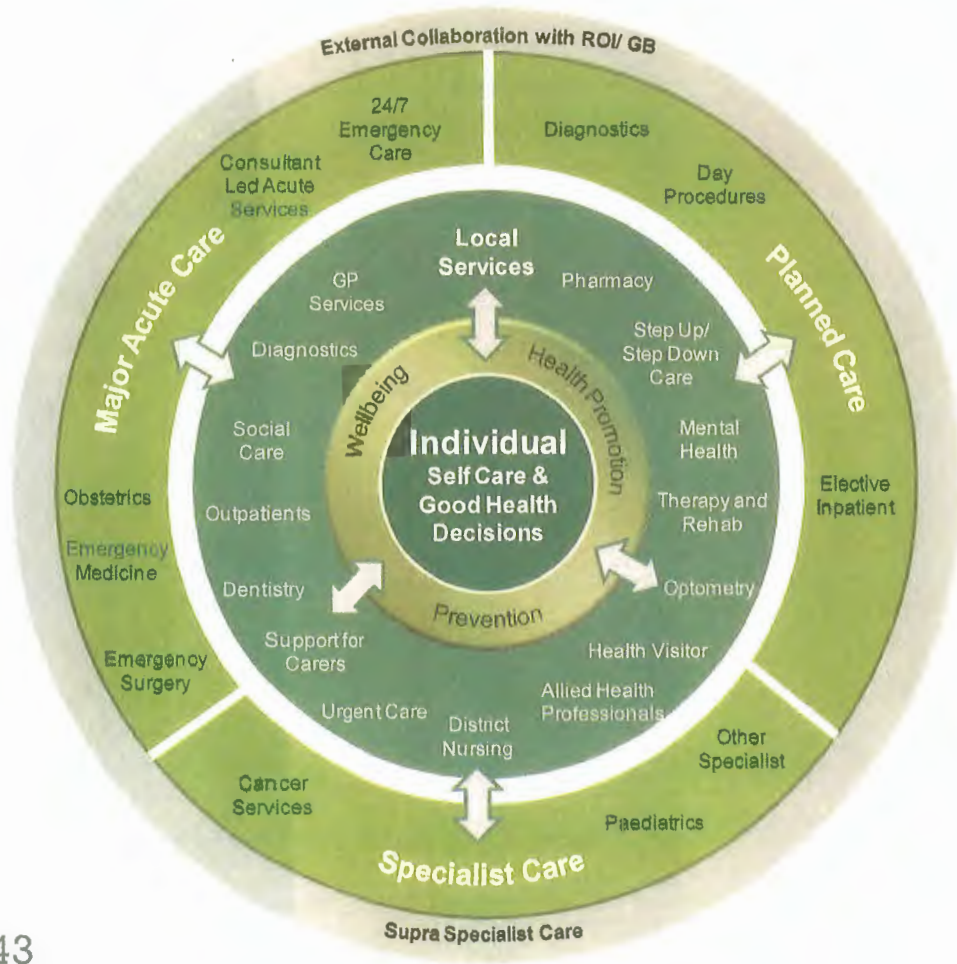 External Collaboration with ROI/ GB
24/7
Emergency
Care
Consultant
Led Acute
Services
Major Acute Care
Obstetrics
Emergency
Medicine
Emergency
Surgery
Diagnostics
Day
Procedures
Planned Care
Elective
Inpatient
Local
Services
GP
Services
Diagnostics
Social
Care
Outpatients
Dentistry
Support for
Carers
Urgent Care
District
Nursing
Pharmacy
Step Up/
Step Down
Care
Mental
Health
Therapy and
Rehab
Optometry
Health Visitor
Allied Health
Professionals
Wellbeing
Health Promotion
Prevention
Individual
Self Care &
Good Health
Decisions
Cancer
Services
Specialist Care
Paediatrics
Other
Specialist
Supra Specialist Care
43